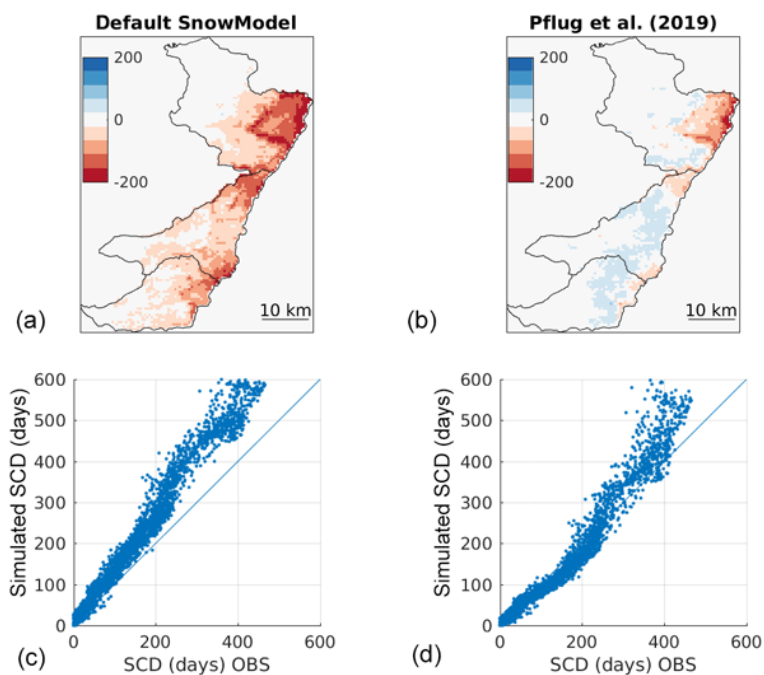 Default SnowModel
Pflug et al. (2019)
200
0
-200
10 km
(a)
200
0
-200
10 km
(b)
600
500
400
300
200
100
0
0
200
400
600
Simulated SCD (days)
SCD (days) OBS
(c)
600
500
400
300
200
100
0
0
200
400
600
Simulated SCD (days)
SCD (days) OBS
(d)